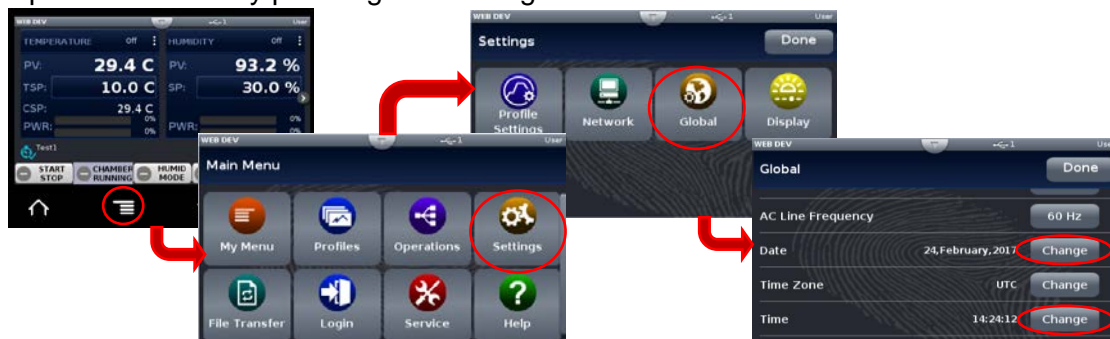 WEB DEV 1 User
TEMPERATURE Off HUMIDITY Off
PV: 29.4 C PV: 93.2 %
TSP: 10.0 C SP: 30.0 %
CSP: 29.4 C
PWR: 0% 0% PWR: 0% 0%
Test1
START STOP CHAMBER RUNNING HUMID MODE
WEB DEV 1 User
Main Menu
My Menu Profiles Operations Settings
File Transfer Login Service Help
WEB DEV 1 User
Settings Done
Profile Settings Network Global Display
WEB DEV 1
Global Done
AC Line Frequency 60 Hz
Date 24,February,2017 Change
Time Zone UTC Change
Time 14:24:12 Change